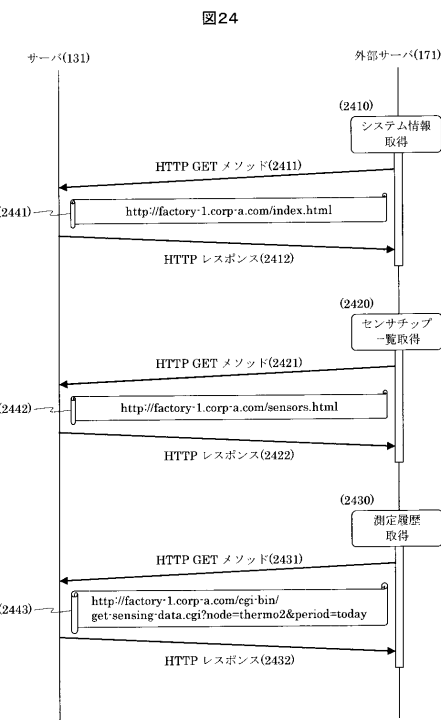 図24
サーバ(131)
外部サーバ(171)
(2410)
システム情報
取得
HTTP GET メソッド(2411)
2441)
http://factory-1.corp-a.com/index.html
HTTP レスポンス(2412)
(2420)
センサチップ
一覧取得
HTTP GET メソッド(2421)
2442)
http://factory-1.corp-a.com/sensors.html
HTTP レスポンス(2422)
(2430)
測定履歴
取得
HTTP GET メソッド(2431)
2443)
http://factory-1.corp-a.com/cgi-bin/
get-sensing-data.cgi?node=thermo2&period=today
HTTP レスポンス(2432)